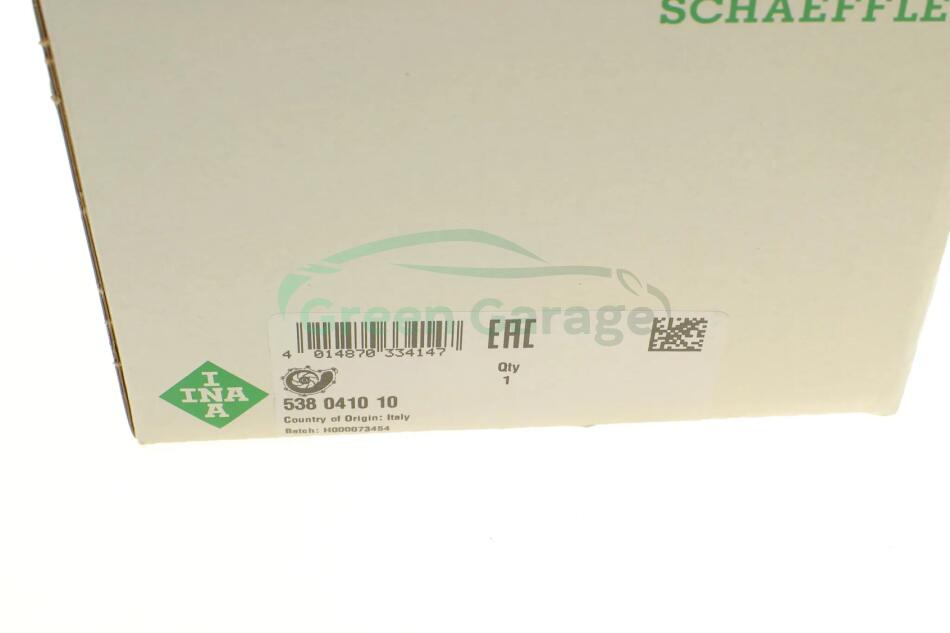 SCHAEFFLE
Green Garage
4 014870 334147
EAC
Qty
1
INA
INA
538 0410 10
Country of Origin: Italy
Batch: H000073454